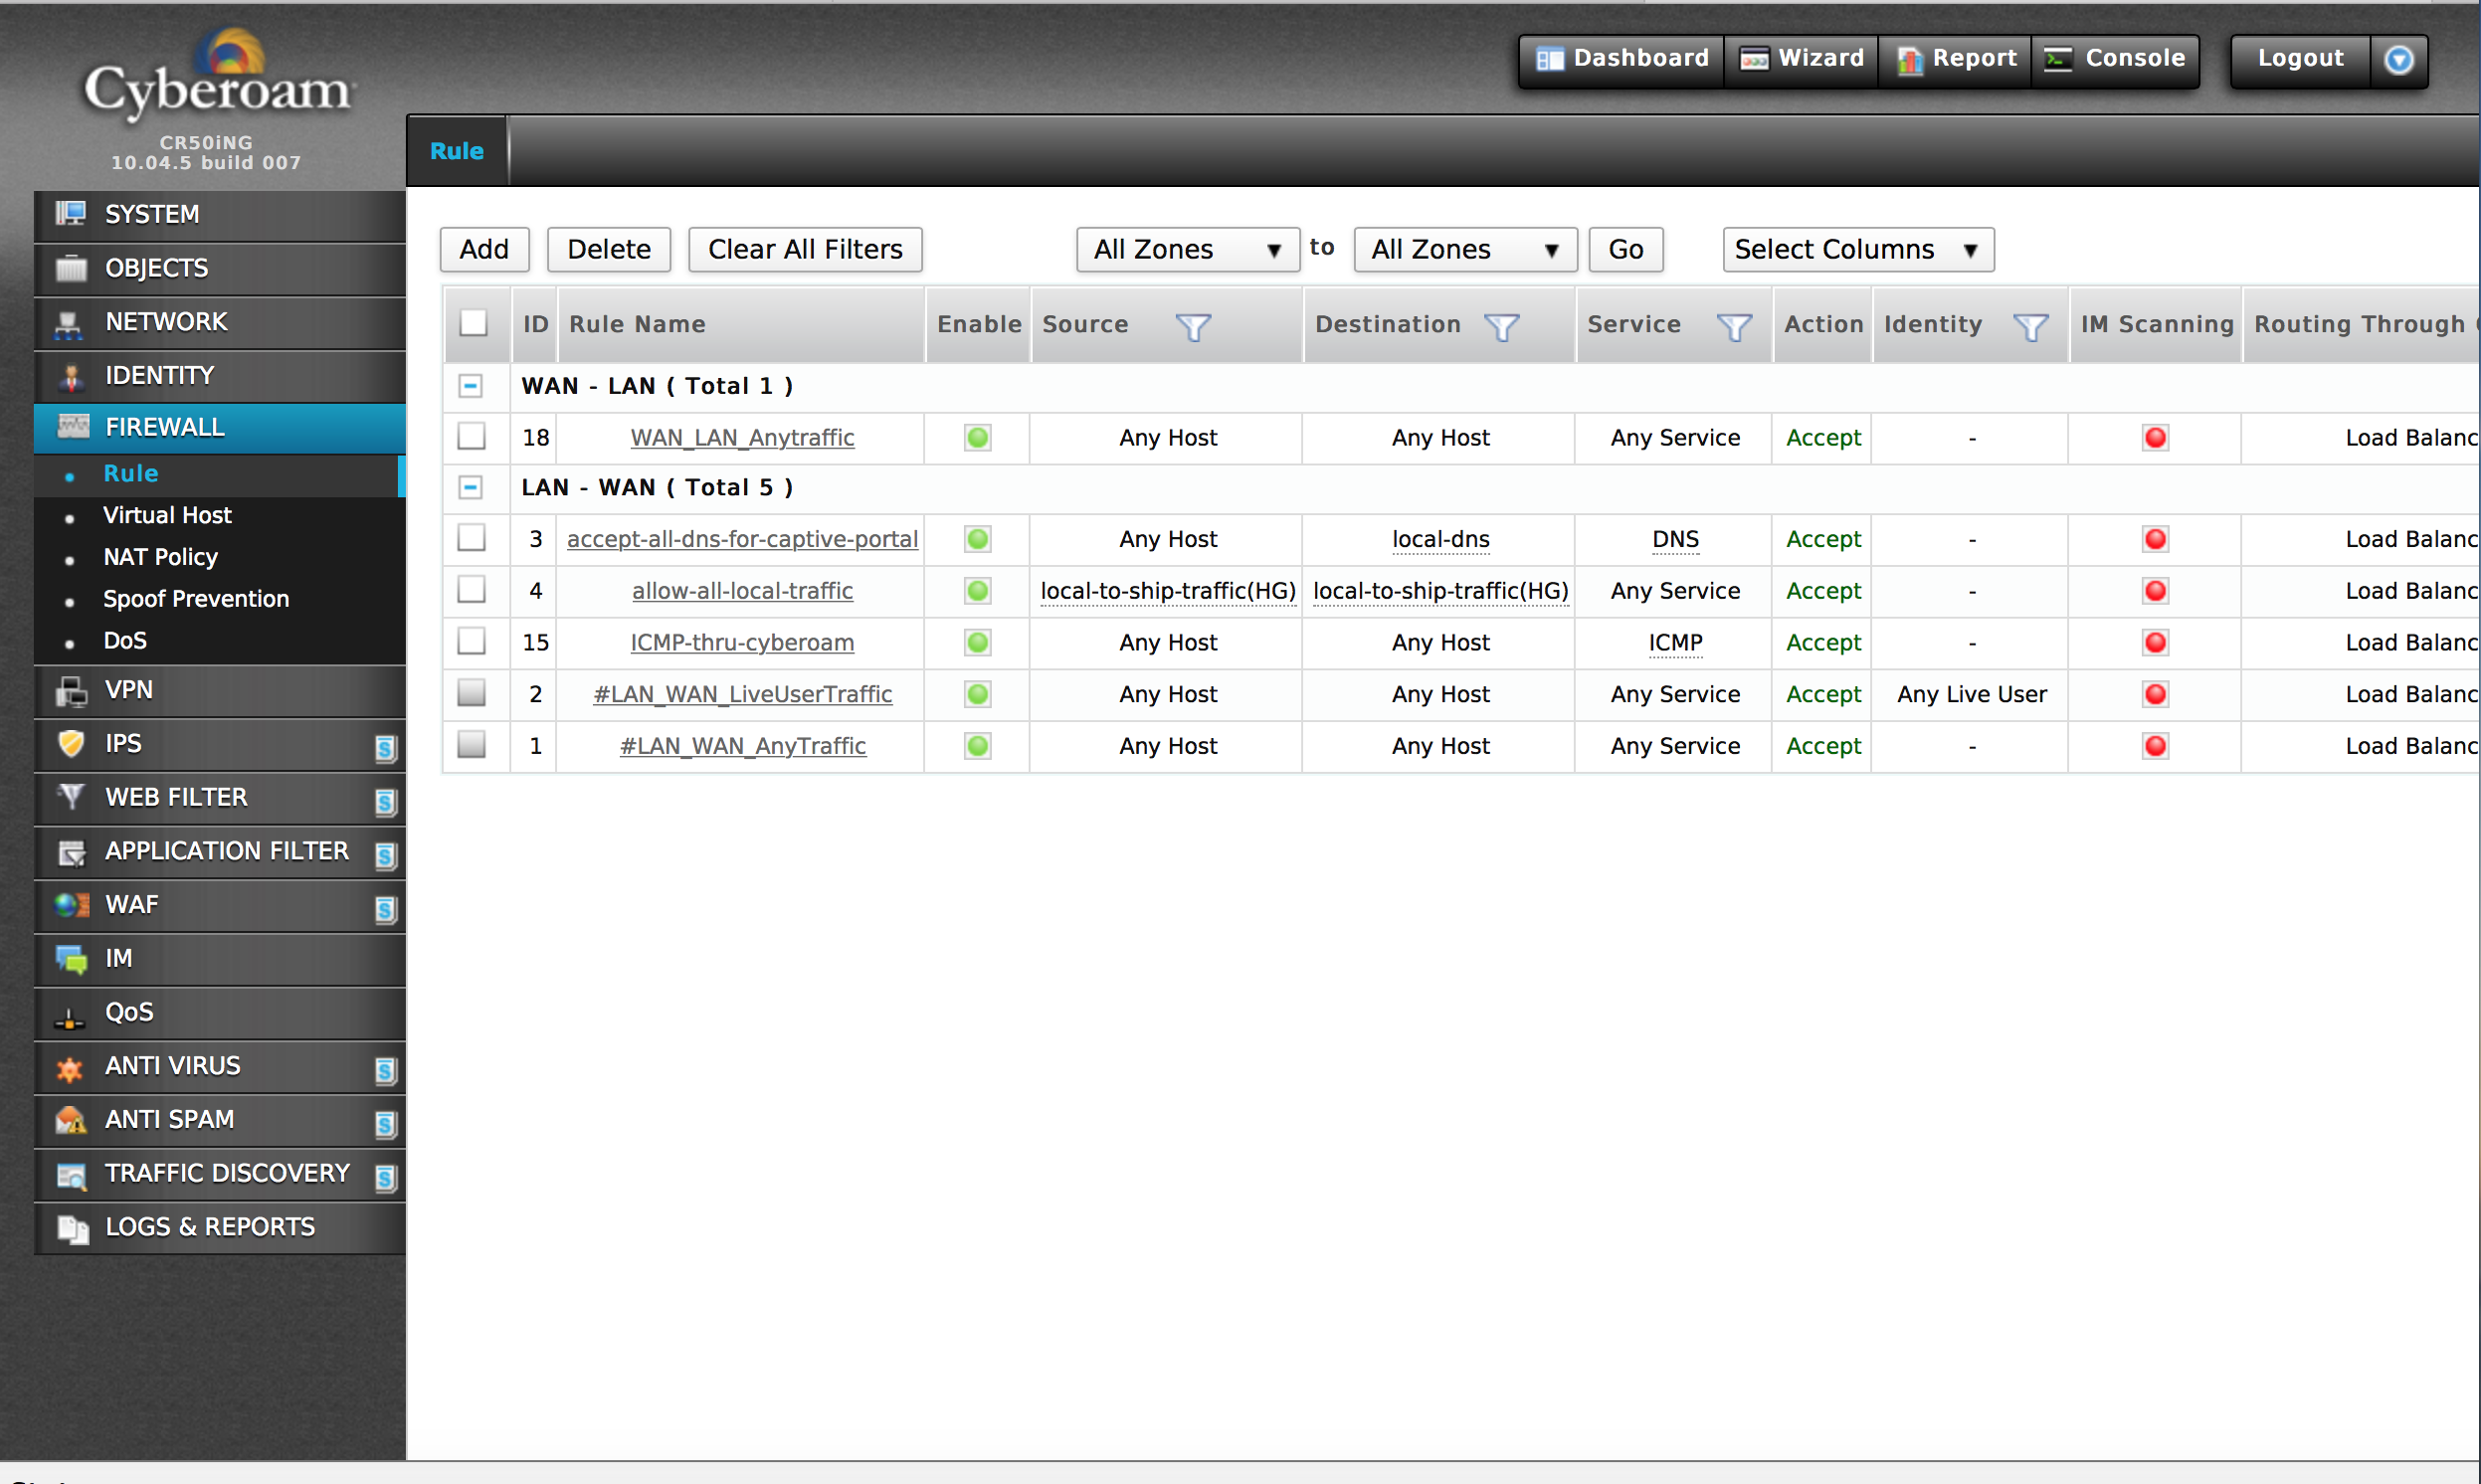 Cyberoam
CR50iNG
10.04.5 build 007
Dashboard Wizard Report Console Logout
Rule
SYSTEM
OBJECTS
NETWORK
IDENTITY
FIREWALL
Rule
Virtual Host
NAT Policy
Spoof Prevention
DoS
VPN
IPS
WEB FILTER
APPLICATION FILTER
WAF
IM
QoS
ANTI VIRUS
ANTI SPAM
TRAFFIC DISCOVERY
LOGS & REPORTS
Add Delete Clear All Filters All Zones to All Zones Go Select Columns
ID Rule Name Enable Source Destination Service Action Identity IM Scanning Routing Through
WAN - LAN ( Total 1 )
18 WAN_LAN_Anytraffic Any Host Any Host Any Service Accept - Load Balanc
LAN - WAN ( Total 5 )
3 accept-all-dns-for-captive-portal Any Host local-dns DNS Accept - Load Balanc
4 allow-all-local-traffic local-to-ship-traffic(HG) local-to-ship-traffic(HG) Any Service Accept - Load Balanc
15 ICMP-thru-cyberoam Any Host Any Host ICMP Accept - Load Balanc
2 #LAN_WAN_LiveUserTraffic Any Host Any Host Any Service Accept Any Live User Load Balanc
1 #LAN_WAN_AnyTraffic Any Host Any Host Any Service Accept - Load Balanc